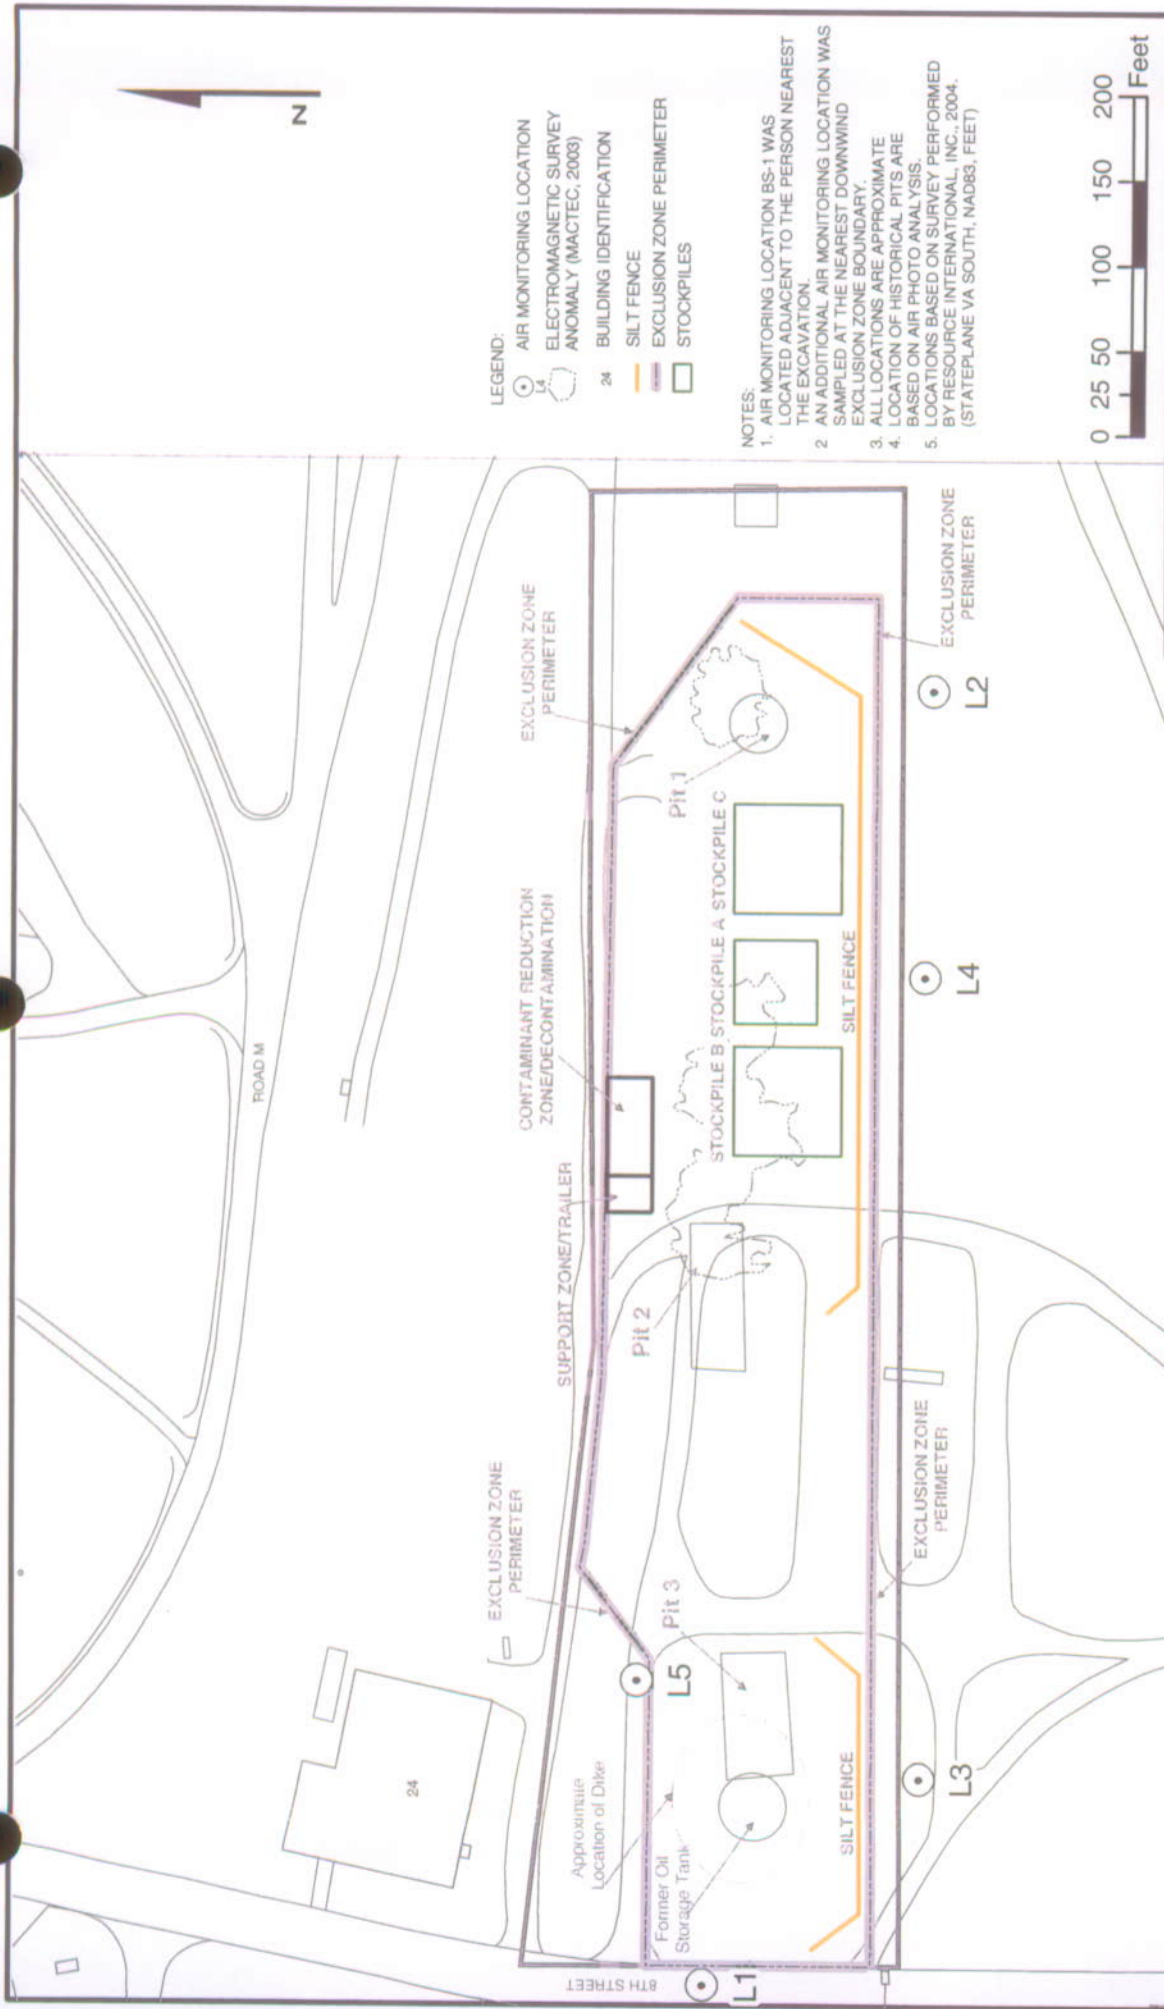 N
LEGEND:
AIR MONITORING LOCATION
L4
ELECTROMAGNETIC SURVEY
ANOMALY (MACTEC, 2003)
24
BUILDING IDENTIFICATION
SILT FENCE
EXCLUSION ZONE PERIMETER
STOCKPILES
NOTES:
1. AIR MONITORING LOCATION BS-1 WAS
LOCATED ADJACENT TO THE PERSON NEAREST
THE EXCAVATION.
2 AN ADDITIONAL AIR MONITORING LOCATION WAS
SAMPLED AT THE NEAREST DOWNWIND
EXCLUSION ZONE BOUNDARY.
3. ALL LOCATIONS ARE APPROXIMATE
4. LOCATION OF HISTORICAL PITS ARE
BASED ON AIR PHOTO ANALYSIS.
5. LOCATIONS BASED ON SURVEY PERFORMED
BY RESOURCE INTERNATIONAL, INC., 2004.
(STATEPLANE VA SOUTH, NAD83, FEET)
0 25 50 100 150 200
Feet
ROAD M
24
EXCLUSION ZONE
PERIMETER
SUPPORT ZONE/TRAILER
CONTAMINANT REDUCTION
ZONE/DECONTAMINATION
EXCLUSION ZONE
PERIMETER
Approximate
Location of Dike
L5
Pit 3
Pit 2
Pit 1
STOCKPILE B
STOCKPILE A
STOCKPILE C
Former Oil
Storage Tank
8TH STREET
L1
SILT FENCE
SILT FENCE
L3
EXCLUSION ZONE
PERIMETER
L4
L2
EXCLUSION ZONE
PERIMETER